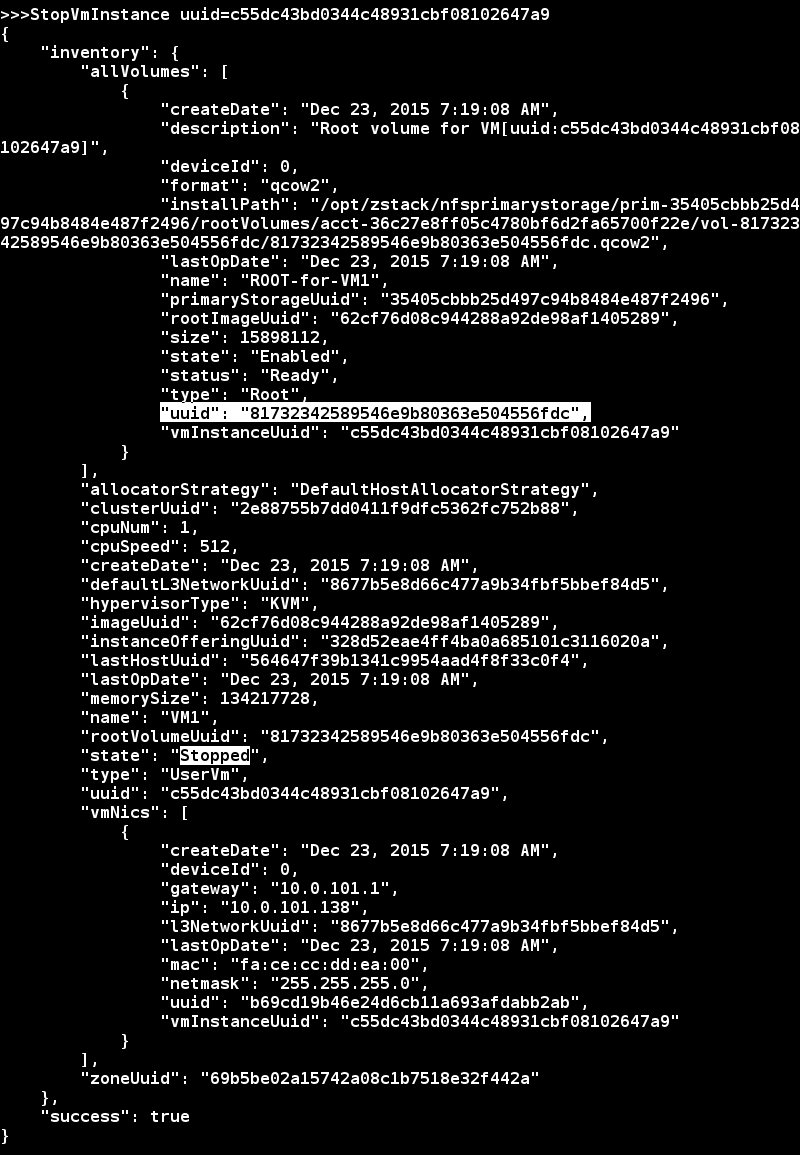 >>>StopVmInstance uuid=c55dc43bd0344c48931cbf08102647a9
{
    "inventory": {
        "allVolumes": [
            {
                "createDate": "Dec 23, 2015 7:19:08 AM",
                "description": "Root volume for VM[uuid:c55dc43bd0344c48931cbf08
102647a9]",
                "deviceId": 0,
                "format": "qcow2",
                "installPath": "/opt/zstack/nfsprimarystorage/prim-35405cbbb25d4
97c94b8484e487f2496/rootVolumes/acct-36c27e8ff05c4780bf6d2fa65700f22e/vol-817323
42589546e9b80363e504556fdc/81732342589546e9b80363e504556fdc.qcow2",
                "lastOpDate": "Dec 23, 2015 7:19:08 AM",
                "name": "ROOT-for-VM1",
                "primaryStorageUuid": "35405cbbb25d497c94b8484e487f2496",
                "rootImageUuid": "62cf76d08c944288a92de98af1405289",
                "size": 15898112,
                "state": "Enabled",
                "status": "Ready",
                "type": "Root",
                "uuid": "81732342589546e9b80363e504556fdc",
                "vmInstanceUuid": "c55dc43bd0344c48931cbf08102647a9"
            }
        ],
        "allocatorStrategy": "DefaultHostAllocatorStrategy",
        "clusterUuid": "2e88755b7dd0411f9dfc5362fc752b88",
        "cpuNum": 1,
        "cpuSpeed": 512,
        "createDate": "Dec 23, 2015 7:19:08 AM",
        "defaultL3NetworkUuid": "8677b5e8d66c477a9b34fbf5bbef84d5",
        "hypervisorType": "KVM",
        "imageUuid": "62cf76d08c944288a92de98af1405289",
        "instanceOfferingUuid": "328d52eae4ff4ba0a685101c3116020a",
        "lastHostUuid": "564647f39b1341c9954aad4f8f33c0f4",
        "lastOpDate": "Dec 23, 2015 7:19:08 AM",
        "memorySize": 134217728,
        "name": "VM1",
        "rootVolumeUuid": "81732342589546e9b80363e504556fdc",
        "state": "Stopped",
        "type": "UserVm",
        "uuid": "c55dc43bd0344c48931cbf08102647a9",
        "vmNics": [
            {
                "createDate": "Dec 23, 2015 7:19:08 AM",
                "deviceId": 0,
                "gateway": "10.0.101.1",
                "ip": "10.0.101.138",
                "l3NetworkUuid": "8677b5e8d66c477a9b34fbf5bbef84d5",
                "lastOpDate": "Dec 23, 2015 7:19:08 AM",
                "mac": "fa:ce:cc:dd:ea:00",
                "netmask": "255.255.255.0",
                "uuid": "b69cd19b46e24d6cb11a693afdabb2ab",
                "vmInstanceUuid": "c55dc43bd0344c48931cbf08102647a9"
            }
        ],
        "zoneUuid": "69b5be02a15742a08c1b7518e32f442a"
    },
    "success": true
}